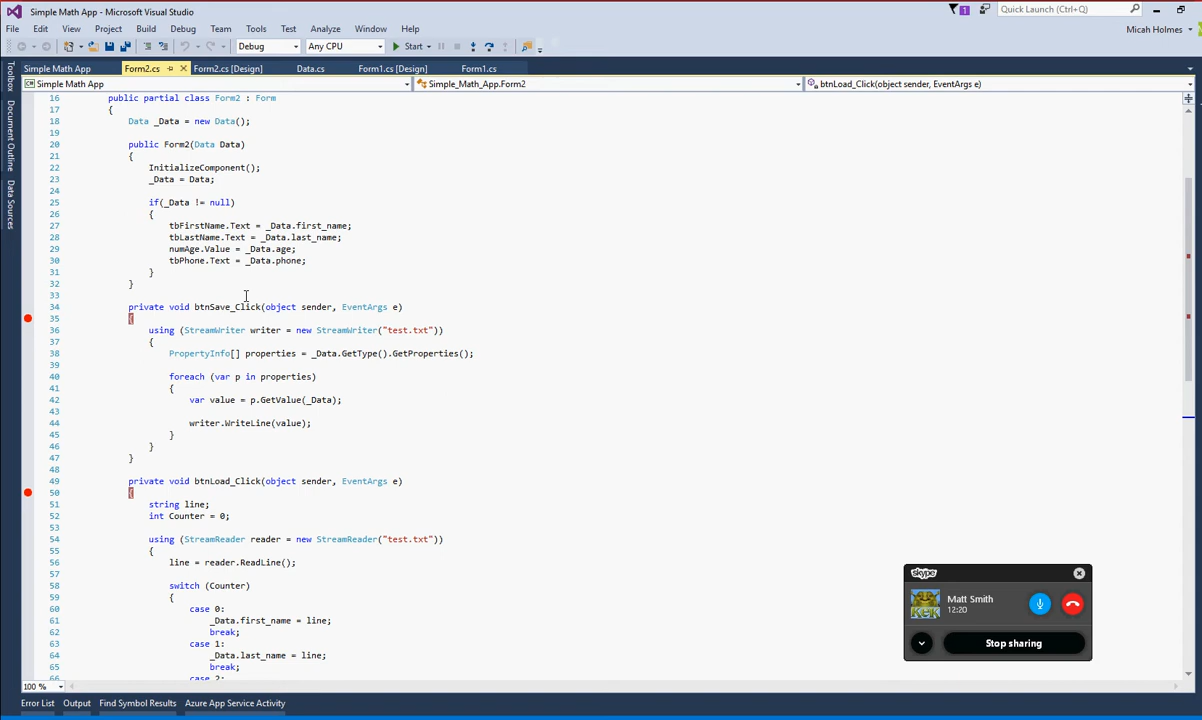 Simple Math App - Microsoft Visual Studio
1
Quick Launch (Ctrl+Q)
File Edit View Project Build Debug Team Tools Test Analyze Window Help
Micah Holmes
Debug Any CPU Start
Simple Math App Form2.cs Form2.cs [Design] Data.cs Form1.cs [Design] Form1.cs
Simple Math App Simple_Math_App.Form2 btnLoad_Click(object sender, EventArgs e)
Toolbox
Document Outline
Data Sources
16 public partial class Form2 : Form
17 {
18 Data _Data = new Data();
19
20 public Form2(Data Data)
21 {
22 InitializeComponent();
23 _Data = Data;
24
25 if(_Data != null)
26 {
27 tbFirstName.Text = _Data.first_name;
28 tbLastName.Text = _Data.last_name;
29 numAge.Value = _Data.age;
30 tbPhone.Text = _Data.phone;
31 }
32 }
33
34 private void btnSave_Click(object sender, EventArgs e)
35 {
36 using (StreamWriter writer = new StreamWriter("test.txt"))
37 {
38 PropertyInfo[] properties = _Data.GetType().GetProperties();
39
40 foreach (var p in properties)
41 {
42 var value = p.GetValue(_Data);
43
44 writer.WriteLine(value);
45 }
46 }
47 }
48
49 private void btnLoad_Click(object sender, EventArgs e)
50 {
51 string line;
52 int Counter = 0;
53
54 using (StreamReader reader = new StreamReader("test.txt"))
55 {
56 line = reader.ReadLine();
57
58 switch (Counter)
59 {
60 case 0:
61 _Data.first_name = line;
62 break;
63 case 1:
64 _Data.last_name = line;
65 break;
66 case 2:
skype
Matt Smith
12:20
KeK
Stop sharing
100 %
Error List Output Find Symbol Results Azure App Service Activity